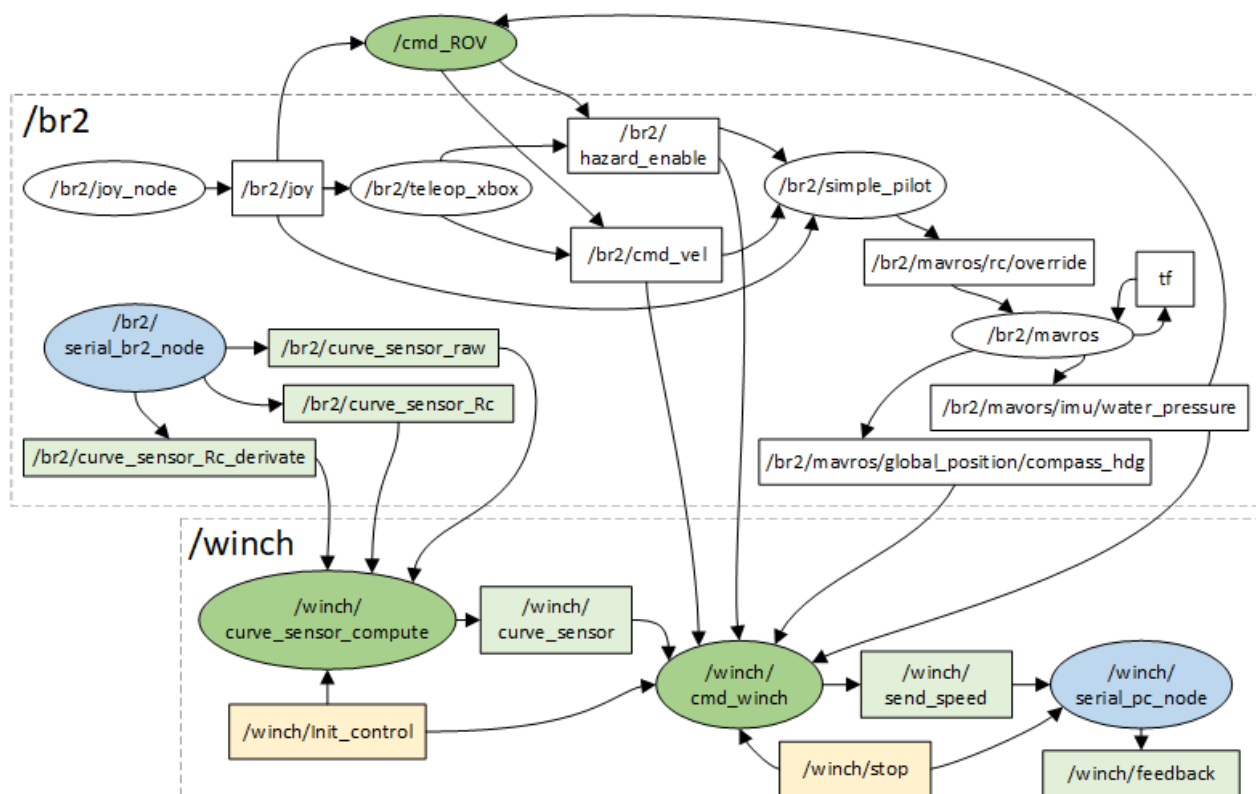 /cmd_ROV
/br2
/br2/
hazard_enable
/br2/joy_node
/br2/joy
/br2/teleop_xbox
/br2/simple_pilot
/br2/cmd_vel
/br2/mavros/rc/override
tf
/br2/
serial_br2_node
/br2/curve_sensor_raw
/br2/mavros
/br2/curve_sensor_Rc
/br2/mavors/imu/water_pressure
/br2/curve_sensor_Rc_derivate
/br2/mavros/global_position/compass_hdg
/winch
/winch/
curve_sensor_compute
/winch/
curve_sensor
/winch/
cmd_winch
/winch/
send_speed
/winch/
serial_pc_node
/winch/Init_control
/winch/stop
/winch/feedback